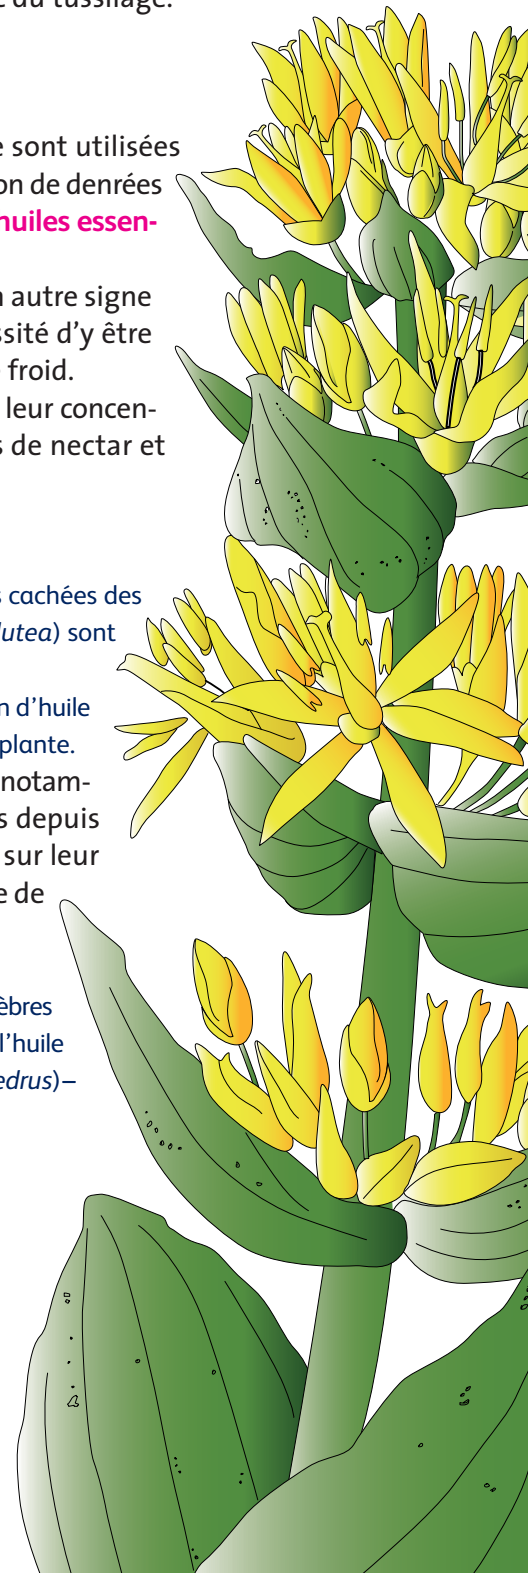 du tussilage.
sont utilisées
on de denrées
huiles essen-
autre signe
ssité d’y être
froid.
leur concen-
s de nectar et
s cachées des
lutea) sont
n d’huile
plante.
notam-
s depuis
sur leur
e de
èbres
l’huile
edrus) –